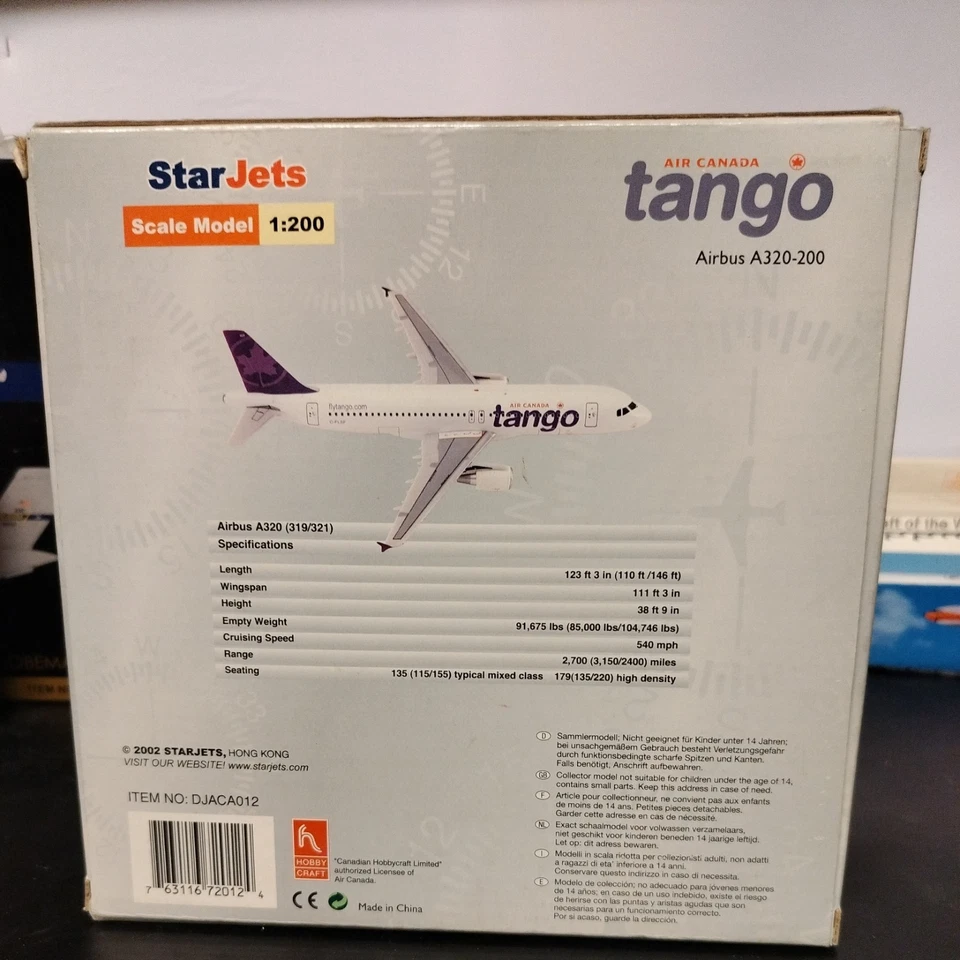 StarJets
Scale Model 1:200
AIR CANADA
tango
Airbus A320-200
E
12
S
N
flytango.com
AIR CANADA
tango
Airbus A320 (319/321)
Specifications
Length 123 ft 3 in (110 ft /146 ft)
Wingspan 111 ft 3 in
Height 38 ft 9 in
Empty Weight 91,675 lbs (85,000 lbs/104,746 lbs)
Cruising Speed 540 mph
Range 2,700 (3,150/2400) miles
Seating 135 (115/155) typical mixed class 179(135/220) high density
© 2002 STARJETS, HONG KONG
VISIT OUR WEBSITE! www.starjets.com
ITEM NO: DJACA012
7 63116 72012 4
h
HOBBY
CRAFT
"Canadian Hobbycraft Limited"
authorized Licensee of
Air Canada.
CE
Made in China
D Sammlermodell; Nicht geeignet für Kinder unter 14 Jahren;
bei unsachgemäßem Gebrauch besteht Verletzungsgefahr
durch funktionsbedingte scharfe Spitzen und Kanten.
Falls benötigt, Anschrift aufbewahren.
GB Collector model not suitable for children under the age of 14,
contains small parts. Keep this address in case of need.
F Article pour collectionneur, ne convient pas aux enfants
de moins de 14 ans. Petites pieces detachables.
Garder cette adresse en cas de nécessité.
NL Exact schaalmodel voor volwassen verzamelaars,
niet geschikt voor kinderen beneden 14 jaarige leftijd.
Let op: dit adress bewaren.
I Modelli in scala ridotta per collezionisti adulti, non adatti
a ragazzi di eta' inferiore a 14 anni.
Conservare questo indirizzo in caso di necessita.
E Modelo de colección; no adecuado para jóvenes menores
de 14 años; en caso de un uso indebido, existe el riesgo
de herirse con las puntas y aristas agudas que son
necesarias para un funcionamiento correcto.
Por si acaso, guarde la dirección.
ft of the